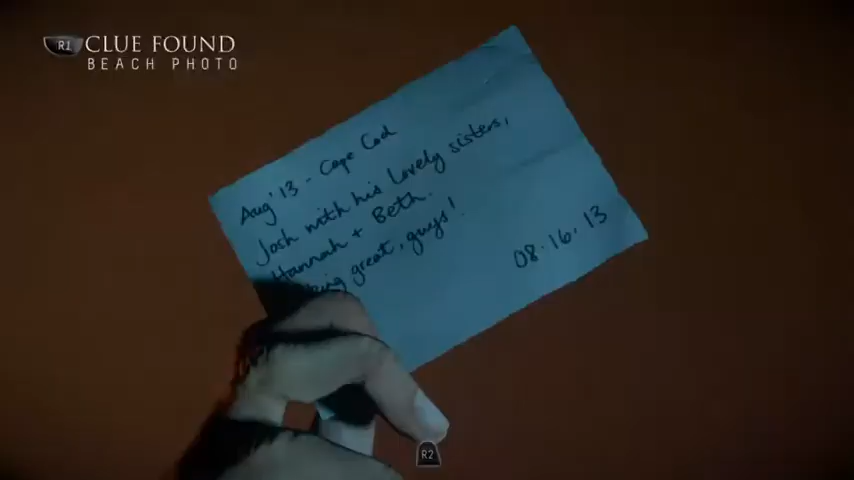 R1 CLUE FOUND
BEACH PHOTO
Aug' 13 - Cape Cod
Josh with his lovely sisters,
Hannah + Beth.
great, guys!
08.16.13
R2